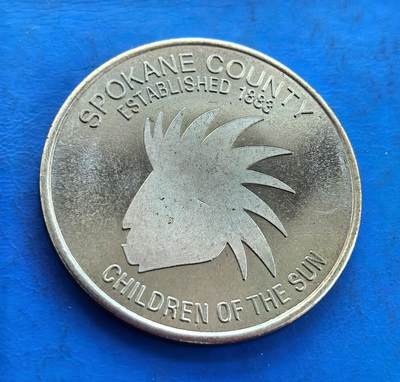 SPOKANE COUNTY
ESTABLISHED 1883
CHILDREN OF THE SUN